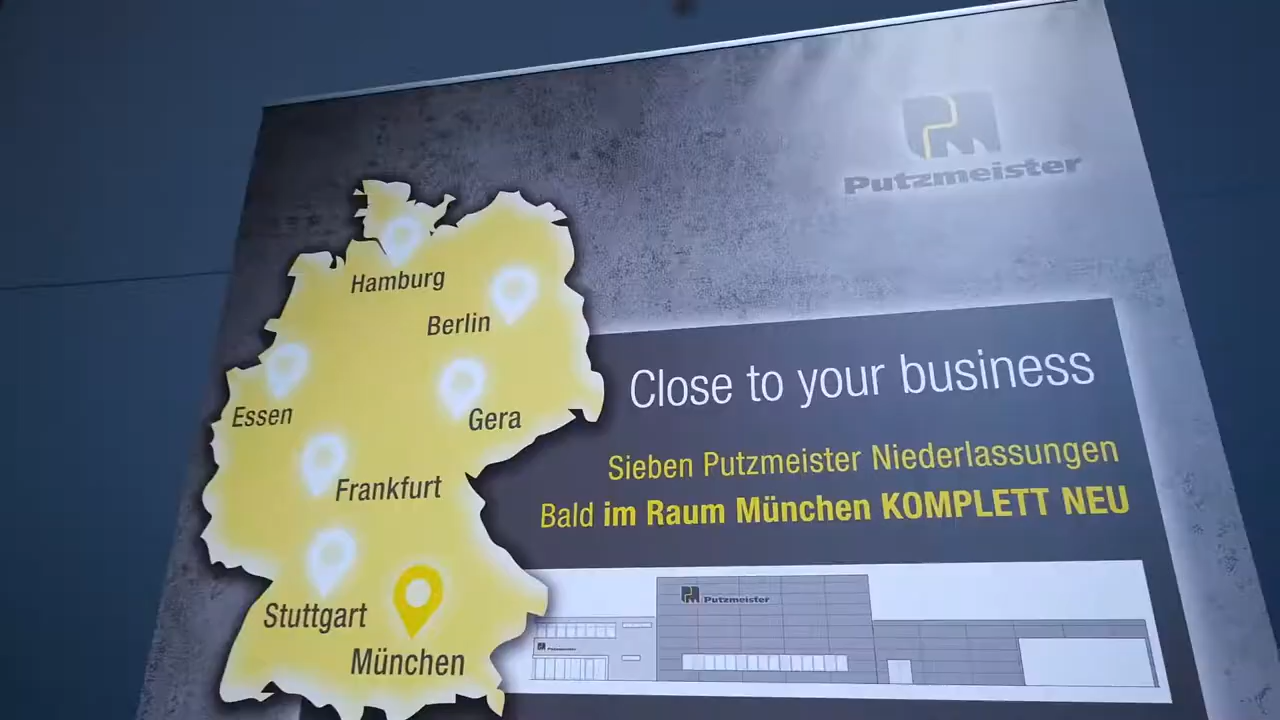 Putzmeister
Hamburg
Berlin
Essen
Gera
Frankfurt
Stuttgart
München
Close to your business
Sieben Putzmeister Niederlassungen
Bald im Raum München KOMPLETT NEU
Putzmeister
Putzmeister